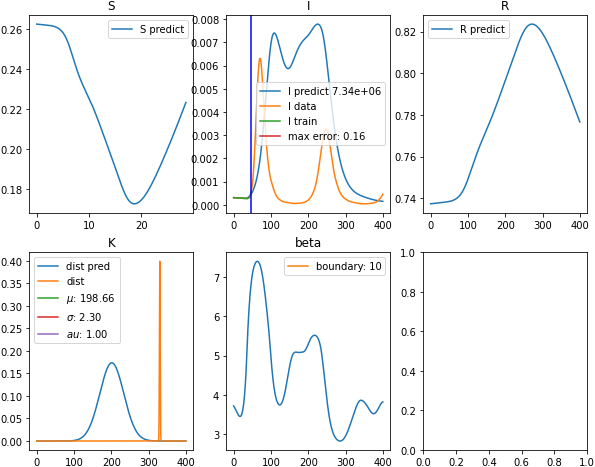 S
I
R
S predict
I predict 7.34e+06
I data
I train
max error: 0.16
R predict
0.26
0.24
0.22
0.20
0.18
0 10 20
0.008
0.007
0.006
0.005
0.004
0.003
0.002
0.001
0.000
0 100 200 300 400
0.82
0.80
0.78
0.76
0.74
0 100 200 300 400
K
dist pred
dist
μ: 198.66
σ: 2.30
au: 1.00
0.40
0.35
0.30
0.25
0.20
0.15
0.10
0.05
0.00
0 100 200 300 400
beta
boundary: 10
7
6
5
4
3
0 100 200 300 400
1.0
0.8
0.6
0.4
0.2
0.0
0.0 0.2 0.4 0.6 0.8 1.0